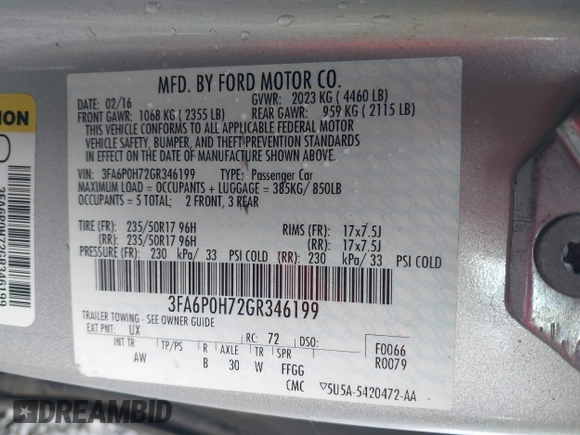 MFD. BY FORD MOTOR CO.
DATE: 02/16 GVWR: 2023 KG ( 4460 LB)
FRONT GAWR: 1068 KG ( 2355 LB) REAR GAWR: 959 KG ( 2115 LB)
THIS VEHICLE CONFORMS TO ALL APPLICABLE FEDERAL MOTOR
VEHICLE SAFETY, BUMPER, AND THEFT PREVENTION STANDARDS
IN EFFECT ON THE DATE OF MANUFACTURE SHOWN ABOVE.
VIN: 3FA6P0H72GR346199 TYPE: Passenger Car
MAXIMUM LOAD = OCCUPANTS + LUGGAGE = 385KG/ 850LB
OCCUPANTS = 5 TOTAL; 2 FRONT, 3 REAR
TIRE (FR): 235/50R17 96H RIMS (FR): 17x7.5J
(RR): 235/50R17 96H (RR): 17x7.5J
PRESSURE (FR): 230 kPa/ 33 PSI COLD (RR): 230 kPa/ 33 PSI COLD
3FA6P0H72GR346199
TRAILER TOWING - SEE OWNER GUIDE
EXT PNT: UX RC: 72 DSO: F0066
R0079
INT TR TP/PS R AXLE TR SPR
AW B 30 W FFGG
CMC 5U5A-5420472-AA
3FA6P0H72GR346199